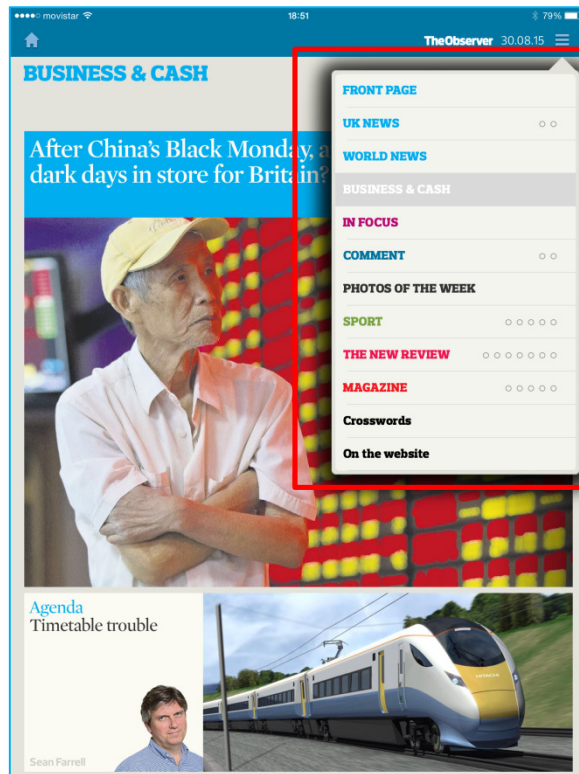 movistar
18:51
79%
TheObserver 30.08.15
BUSINESS & CASH
After China's Black Monday, a
dark days in store for Britain?
FRONT PAGE
UK NEWS
WORLD NEWS
BUSINESS & CASH
IN FOCUS
COMMENT
PHOTOS OF THE WEEK
SPORT
THE NEW REVIEW
MAGAZINE
Crosswords
On the website
Agenda
Timetable trouble
Sean Farrell
HITACHI